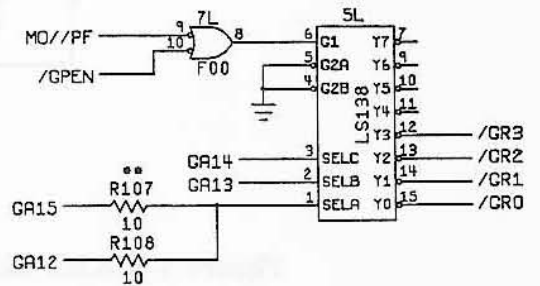 7L
5L
MO//PF 9 8 6 G1 Y7 7
10 5 G2A Y6 9
/GPEN F00 4 G2B Y5 10
Y4 11
LS138
Y3 12 /GR3
GA14 3 SELC Y2 13 /GR2
GA13 2 SELB Y1 14 /GR1
GA15 R107 1 SELA Y0 15 /GR0
10
R108
GA12
10